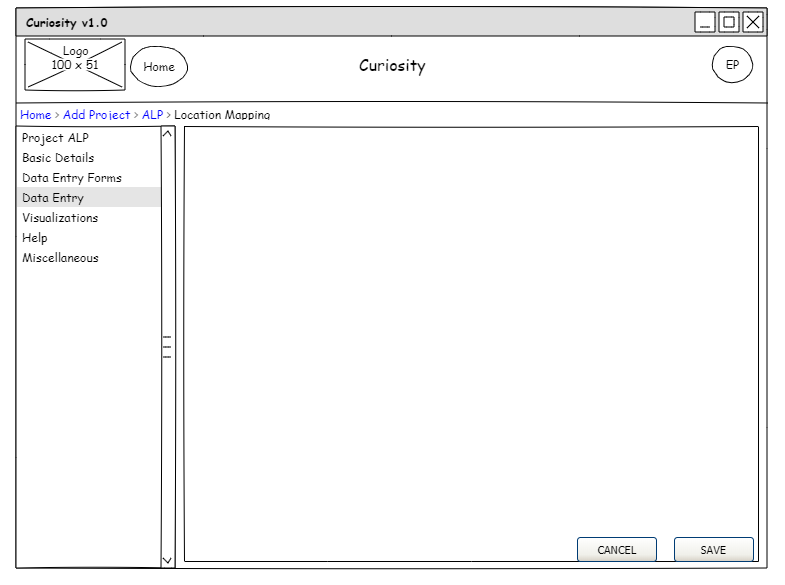 Curiosity v1.0
Logo
100 x 51
Home
Curiosity
EP
Home > Add Project > ALP > Location Mapping
Project ALP
Basic Details
Data Entry Forms
Data Entry
Visualizations
Help
Miscellaneous
CANCEL
SAVE